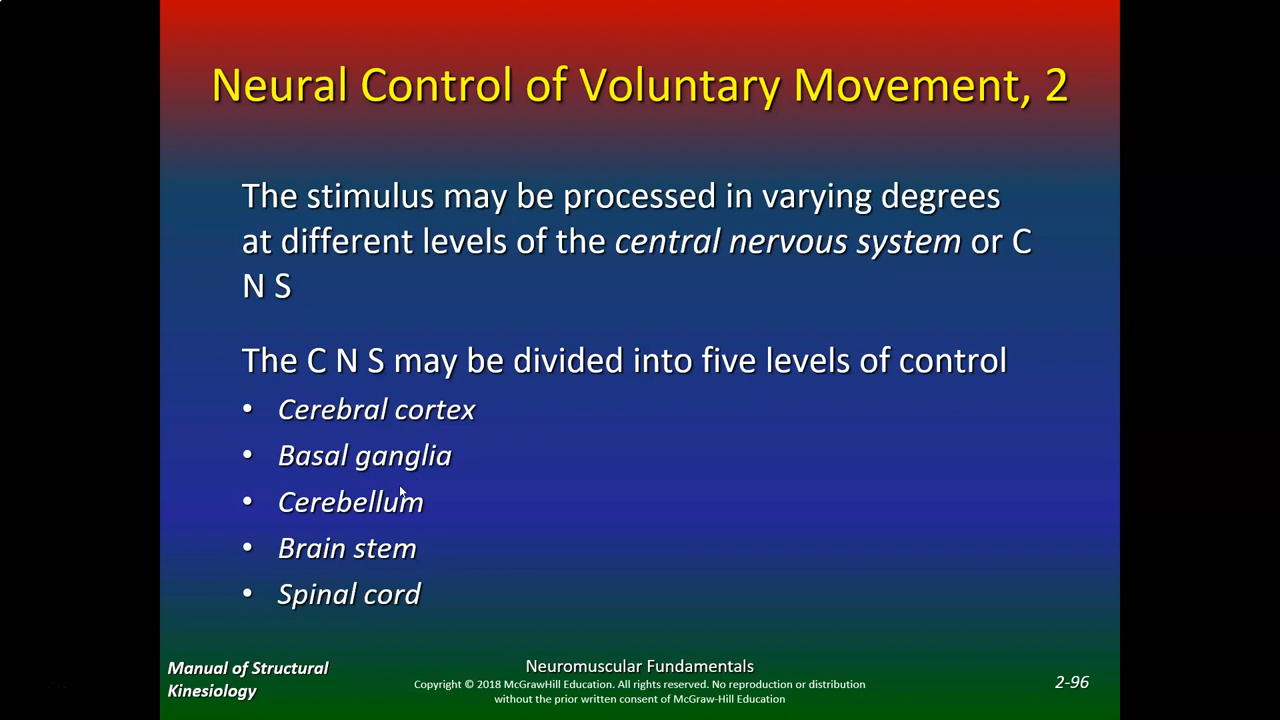 Neural Control of Voluntary Movement, 2
The stimulus may be processed in varying degrees
at different levels of the central nervous system or C
N S
The C N S may be divided into five levels of control
• Cerebral cortex
• Basal ganglia
• Cerebellum
• Brain stem
• Spinal cord
Manual of Structural
Kinesiology
Neuromuscular Fundamentals
Copyright © 2018 McGrawHill Education. All rights reserved. No reproduction or distribution
without the prior written consent of McGraw-Hill Education
2-96